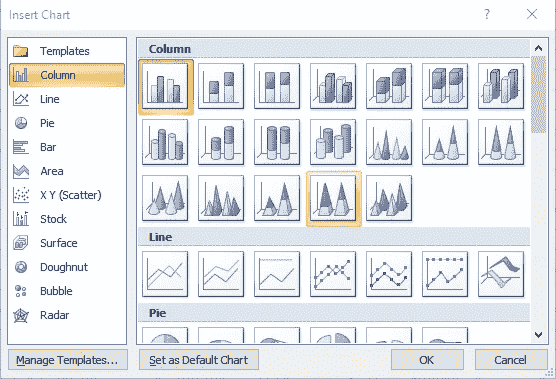 Insert Chart
Templates
Column
Line
Pie
Bar
Area
X Y (Scatter)
Stock
Surface
Doughnut
Bubble
Radar
Column
Line
Pie
Manage Templates...
Set as Default Chart
OK
Cancel